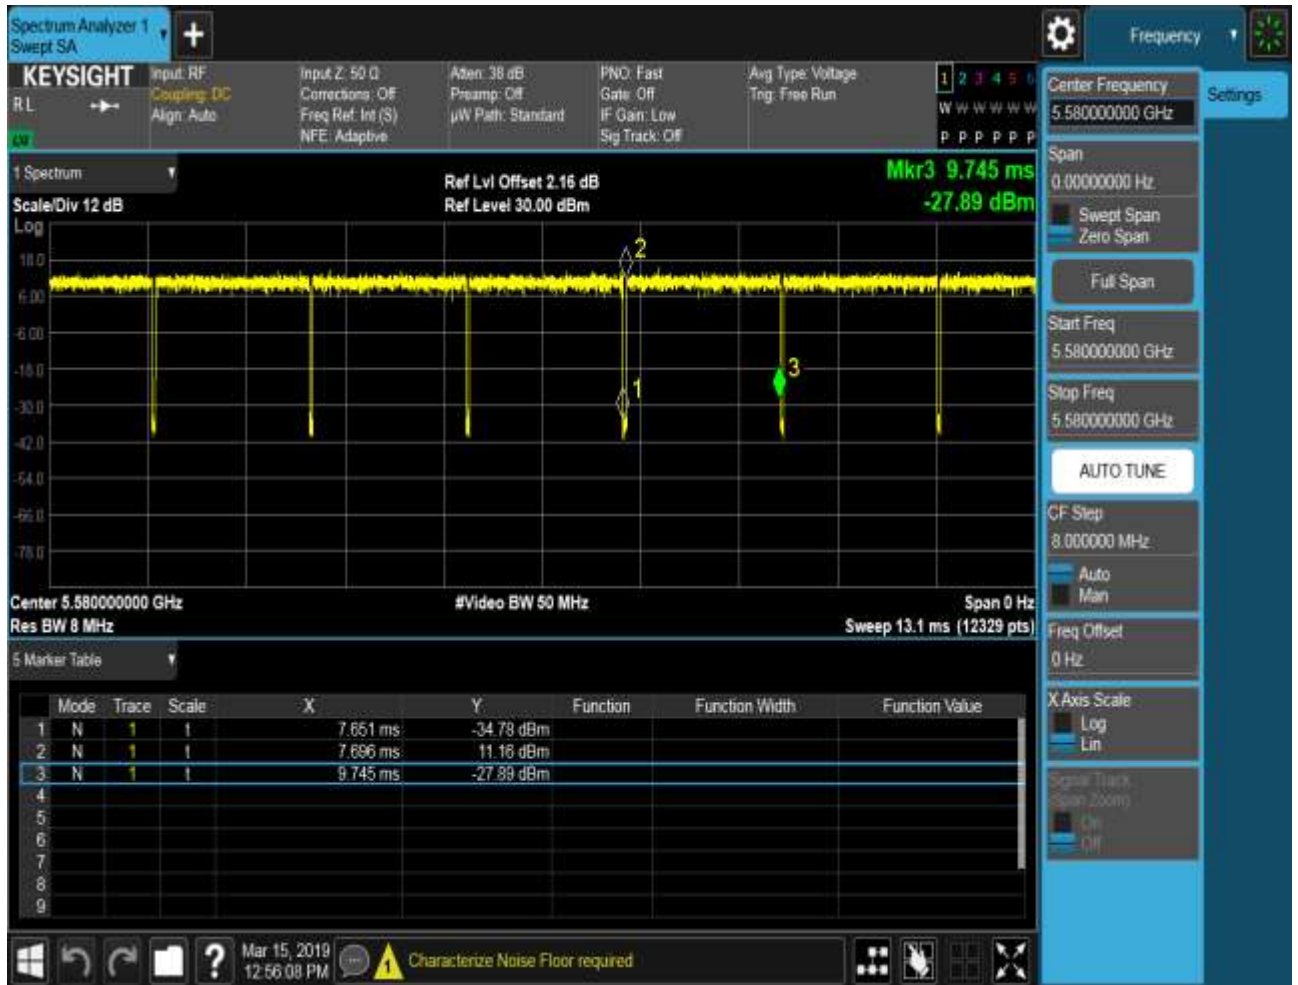 Spectrum Analyzer 1
Swept SA
Frequency
KEYSIGHT
RL
Input: RF
Coupling: DC
Align: Auto
Input Z: 50 Ω
Corrections: Off
Freq Ref: Int (S)
NFE: Adaptive
Atten: 38 dB
Preamp: Off
µW Path: Standard
PNO: Fast
Gate: Off
IF Gain: Low
Sig Track: Off
Avg Type: Voltage
Trig: Free Run
1 2 3 4 5 6
W W W W W W
P P P P P P
1 Spectrum
Scale/Div 12 dB
Ref Lvl Offset 2.16 dB
Ref Level 30.00 dBm
Mkr3 9.745 ms
-27.89 dBm
Log
18.0
6.00
-6.00
-18.0
-30.0
-42.0
-54.0
-66.0
-78.0
2
1
3
Center 5.580000000 GHz
Res BW 8 MHz
#Video BW 50 MHz
Span 0 Hz
Sweep 13.1 ms (12329 pts)
5 Marker Table
Mode Trace Scale X Y Function Function Width Function Value
1 N 1 t 7.651 ms -34.78 dBm
2 N 1 t 7.696 ms 11.16 dBm
3 N 1 t 9.745 ms -27.89 dBm
4
5
6
7
8
9
Mar 15, 2019
12:56:08 PM
1
Characterize Noise Floor required
Center Frequency
5.580000000 GHz
Settings
Span
0.00000000 Hz
Swept Span
Zero Span
Full Span
Start Freq
5.580000000 GHz
Stop Freq
5.580000000 GHz
AUTO TUNE
CF Step
8.000000 MHz
Auto
Man
Freq Offset
0 Hz
X Axis Scale
Log
Lin
Signal Track
(Span Zoom)
On
Off